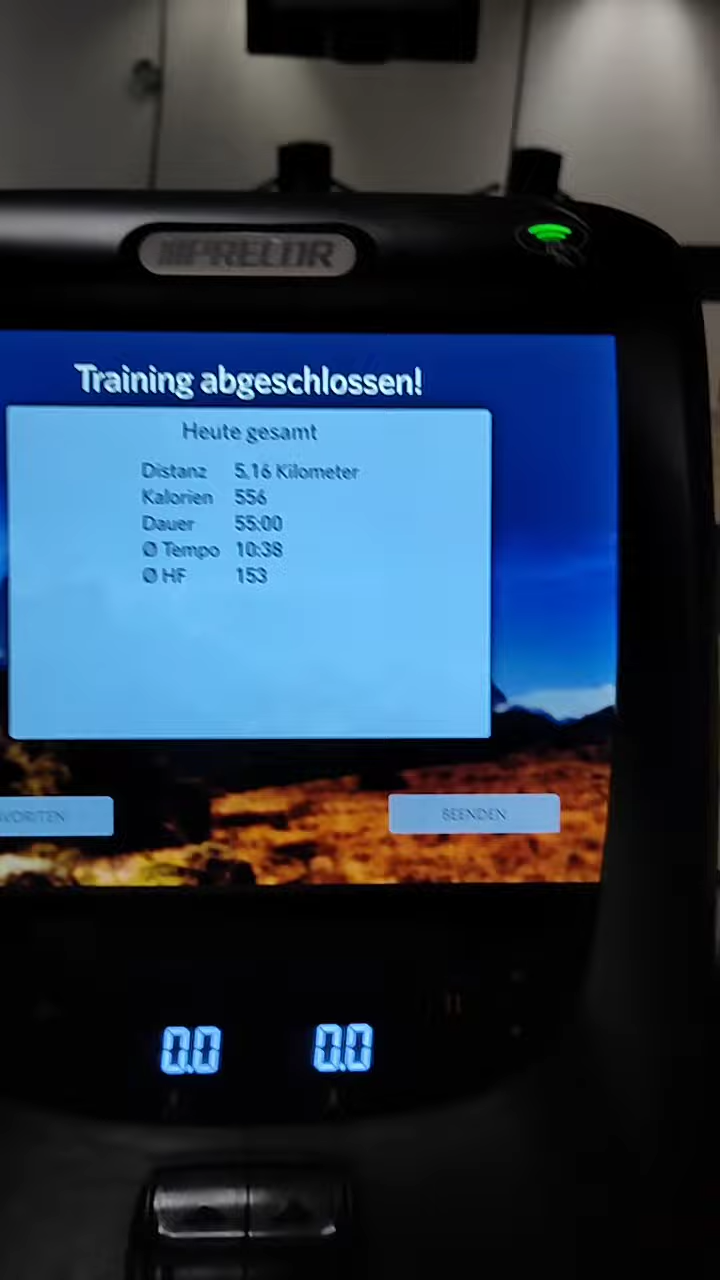 PRECOR
Training abgeschlossen!
Heute gesamt
Distanz 5,16 Kilometer
Kalorien 556
Dauer 55:00
Ø Tempo 10:38
Ø HF 153
BEENDEN
0.0 0.0